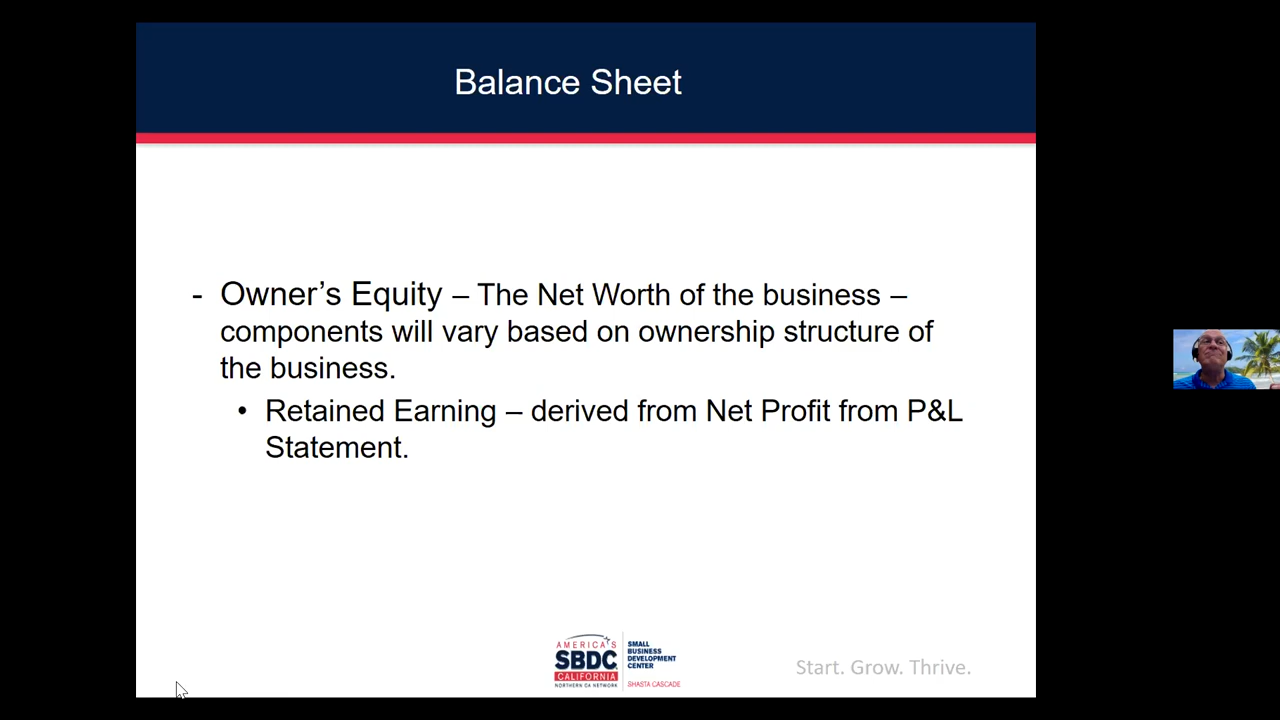 Balance Sheet
- Owner’s Equity – The Net Worth of the business –
components will vary based on ownership structure of
the business.
• Retained Earning – derived from Net Profit from P&L
Statement.
AMERICA'S
SBDC
CALIFORNIA
NORTHERN CA NETWORK
SMALL
BUSINESS
DEVELOPMENT
CENTER
SHASTA CASCADE
Start. Grow. Thrive.